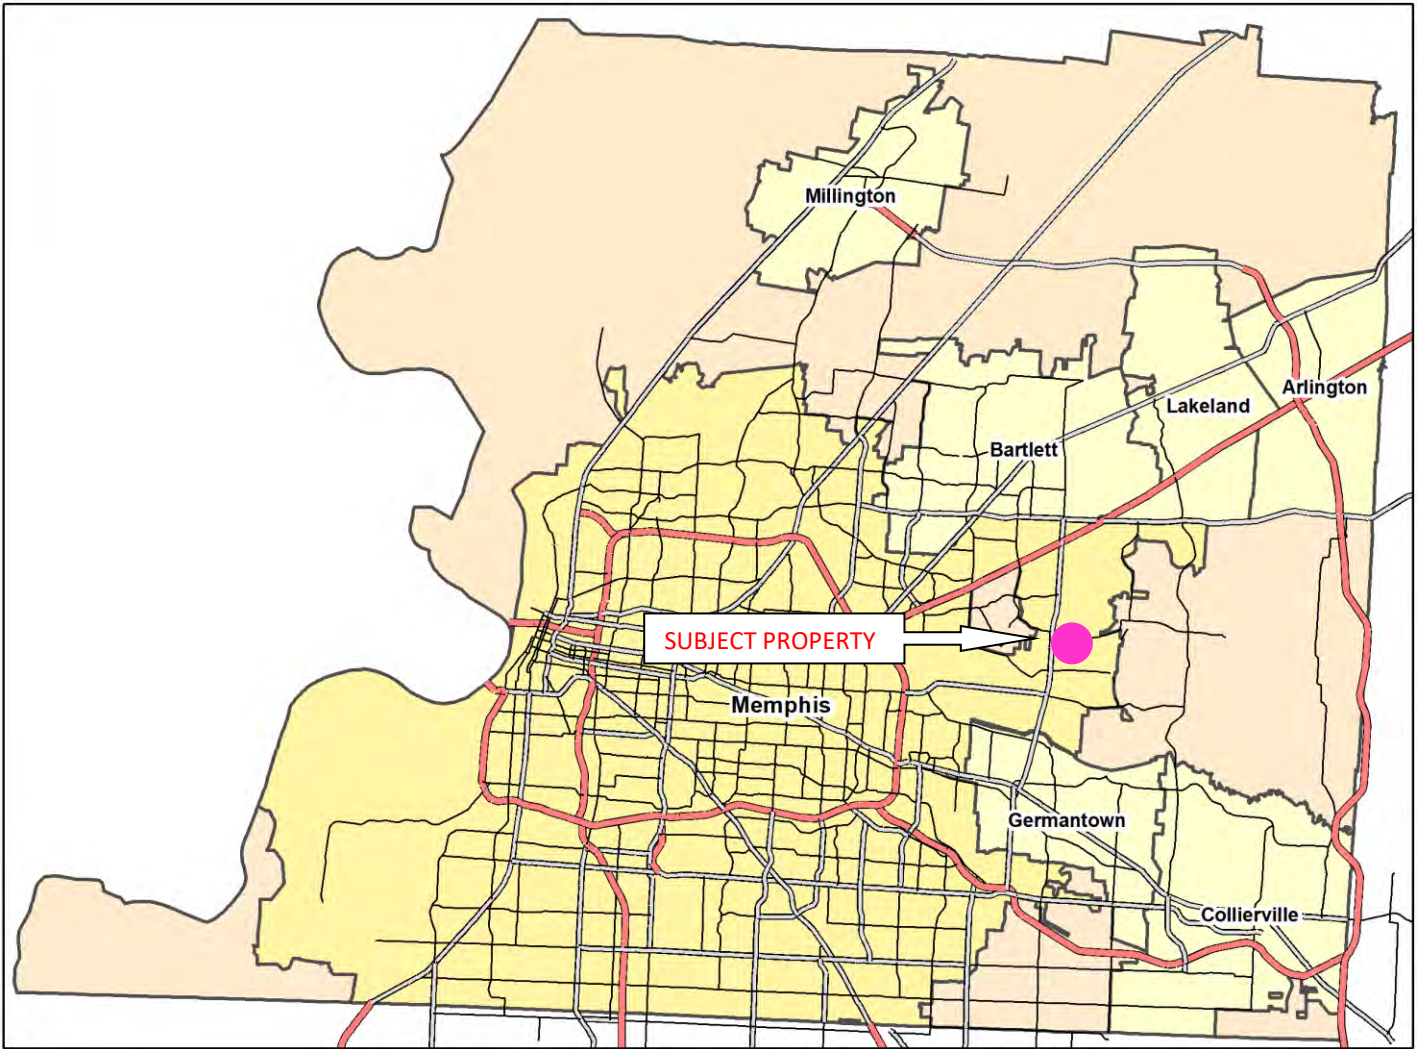 Millington
Arlington
Lakeland
Bartlett
SUBJECT PROPERTY
Memphis
Germantown
Collierville